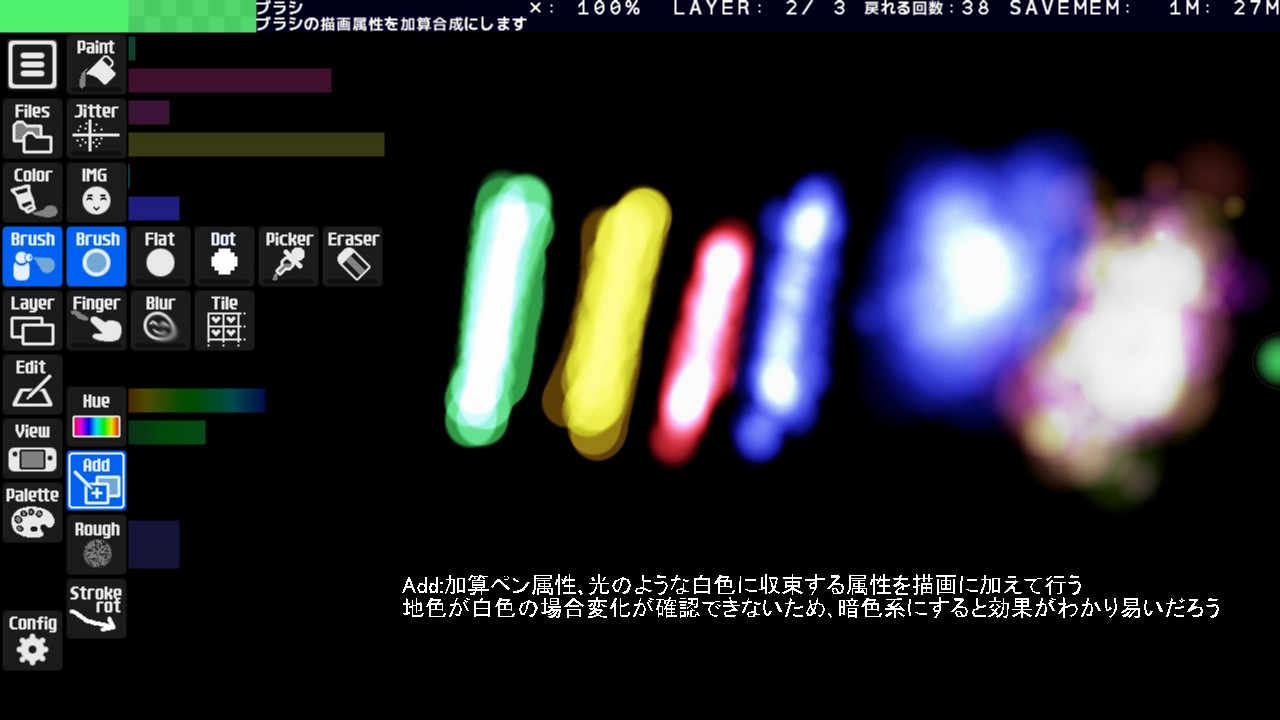 ブラシ
ブラシの描画属性を加算合成にします
×: 100% LAYER: 2/ 3 戻れる回数:38 SAVEMEM: 1M: 27M
Paint
Files
Jitter
Color
IMG
Brush
Brush
Flat
Dot
Picker
Eraser
Layer
Finger
Blur
Tile
Edit
Hue
View
Add
Palette
Rough
Stroke
rot
Config
Add:加算ペン属性、光のような白色に収束する属性を描画に加えて行う
地色が白色の場合変化が確認できないため、暗色系にすると効果がわかり易いだろう